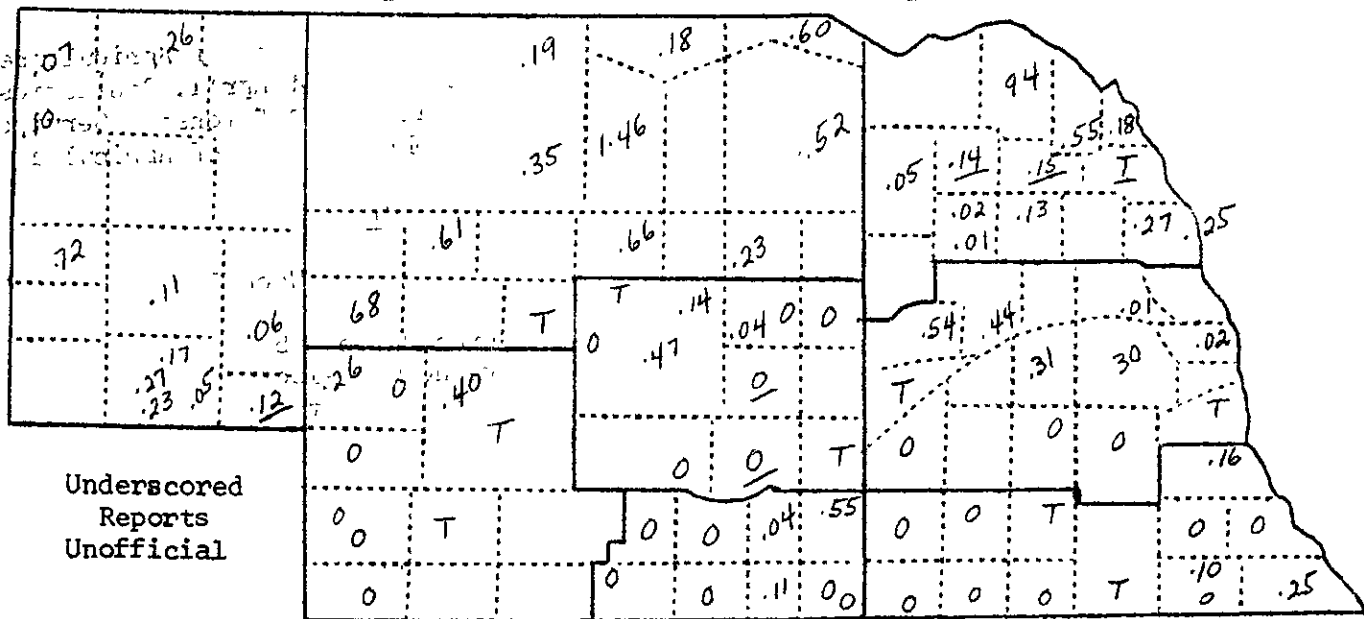 .07 .26 .19 .18 .60 94
.10 .35 1.46 .52 .55 .18
.05 .14 .15 T
.02 .13 .27 .25
.01
.72 .61 .66 .23
.11 68 T T .14 .04 0 0 .54 .44 .01
.06 0 .47 .02
.17 .26 0 .40 0 T .31 30
.27 .05
.23 .12 T
T 0 0 0
0 0 0 T .16
Underscored
Reports
Unofficial
0 T 0 0 .04 .55 0 0 T 0 0
0
0 0 0 .11 0 0 0 0 0 T .10 .25
0